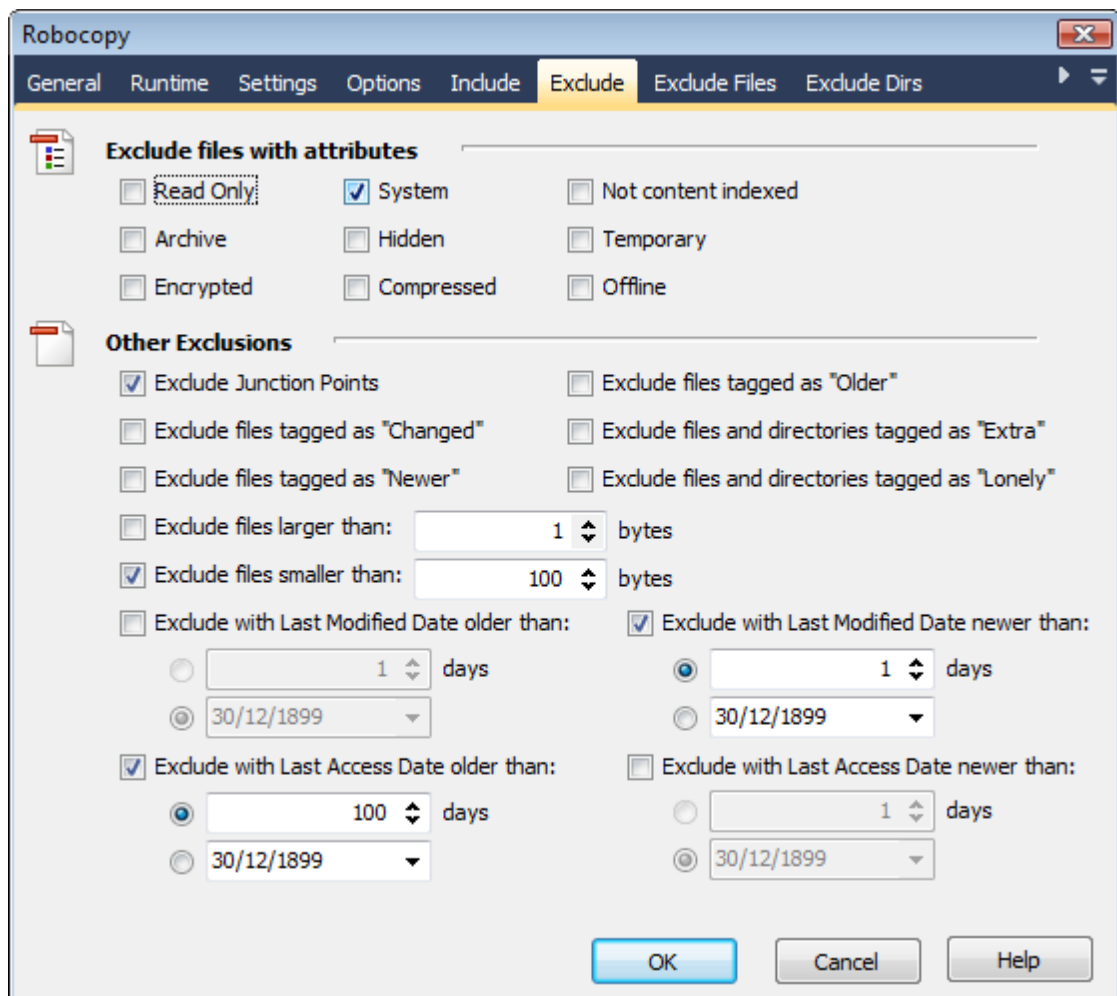 Robocopy
General Runtime Settings Options Include Exclude Exclude Files Exclude Dirs
Exclude files with attributes
Read Only System Not content indexed
Archive Hidden Temporary
Encrypted Compressed Offline
Other Exclusions
Exclude Junction Points Exclude files tagged as "Older"
Exclude files tagged as "Changed" Exclude files and directories tagged as "Extra"
Exclude files tagged as "Newer" Exclude files and directories tagged as "Lonely"
Exclude files larger than: 1 bytes
Exclude files smaller than: 100 bytes
Exclude with Last Modified Date older than: Exclude with Last Modified Date newer than:
1 days 1 days
30/12/1899 30/12/1899
Exclude with Last Access Date older than: Exclude with Last Access Date newer than:
100 days 1 days
30/12/1899 30/12/1899
OK Cancel Help